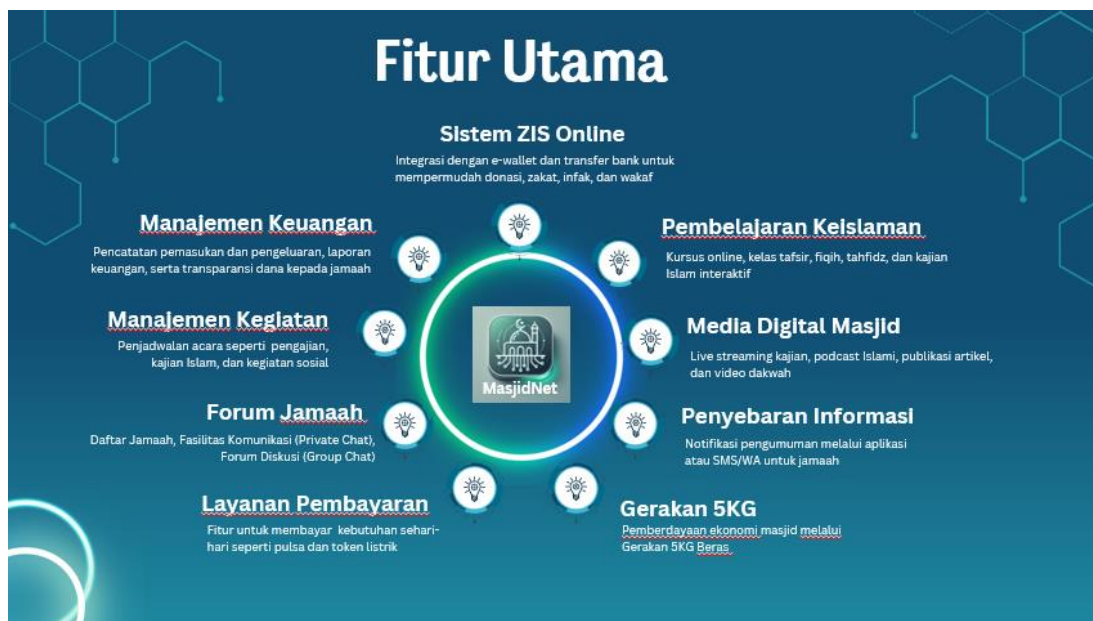 Fitur Utama
Sistem ZIS Online
Integrasi dengan e-wallet dan transfer bank untuk
mempermudah donasi, zakat, infak, dan wakaf
Manajemen Keuangan
Pencatatan pemasukan dan pengeluaran, laporan
keuangan, serta transparansi dana kepada jamaah
Pembelajaran Keislaman
Kursus online, kelas tafsir, fiqih, tahfidz, dan kajian
Islam interaktif
Manajemen Kegiatan
Penjadwalan acara seperti pengajian,
kajian Islam, dan kegiatan sosial
Media Digital Masjid
Live streaming kajian, podcast Islami, publikasi artikel,
dan video dakwah
MasjidNet
Forum Jamaah
Daftar Jamaah, Fasilitas Komunikasi (Private Chat),
Forum Diskusi (Group Chat)
Penyebaran Informasi
Notifikasi pengumuman melalui aplikasi
atau SMS/WA untuk jamaah
Layanan Pembayaran
Fitur untuk membayar kebutuhan sehari-
hari seperti pulsa dan token listrik
Gerakan 5KG
Pemberdayaan ekonomi masjid melalui
Gerakan 5KG Beras